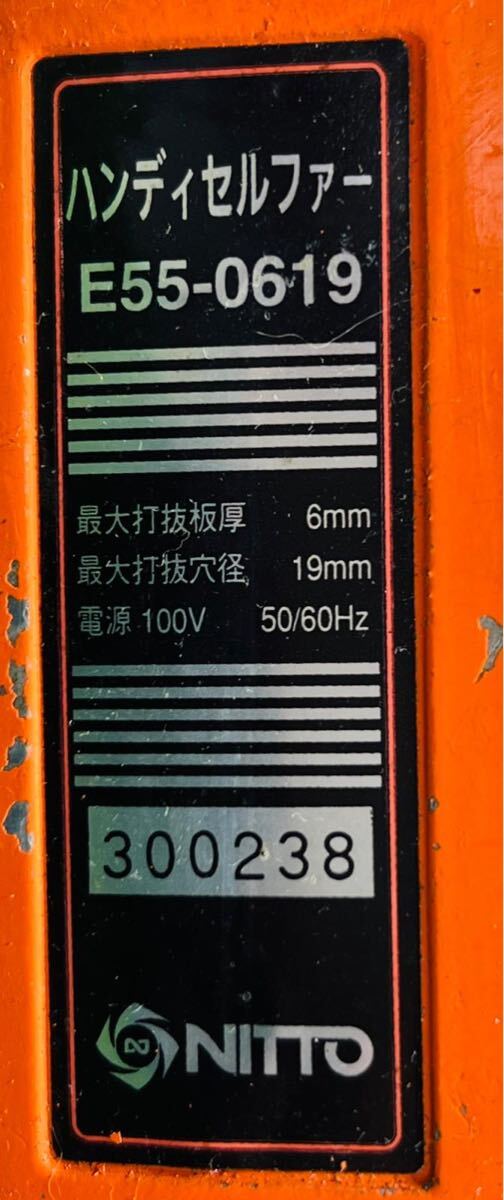 ハンディセルファー
E55-0619
最大打抜板厚 6mm
最大打抜穴径 19mm
電源 100V 50/60Hz
300238
NITTO